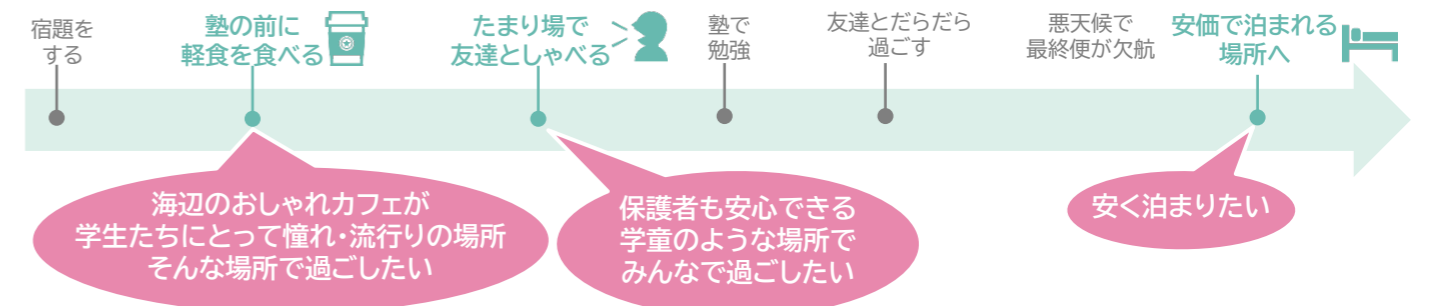 宿題を
する
塾の前に
軽食を食べる
たまり場で
友達としゃべる
塾で
勉強
友達とだらだら
過ごす
悪天候で
最終便が欠航
安価で泊まれる
場所へ
海辺のおしゃれカフェが
学生たちにとって憧れ・流行りの場所
そんな場所で過ごしたい
保護者も安心できる
学童のような場所で
みんなで過ごしたい
安く泊まりたい